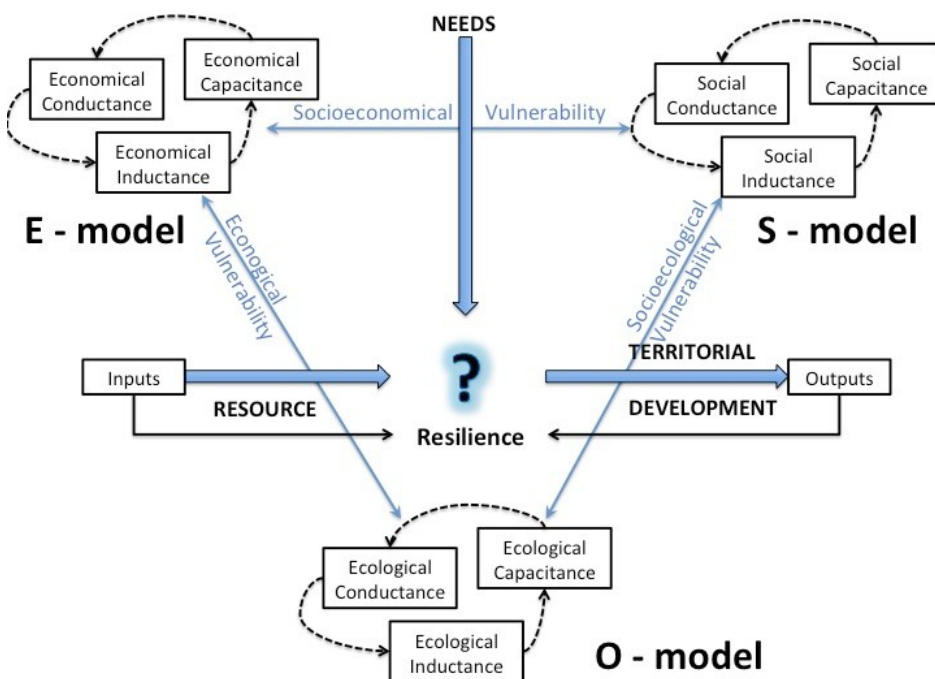 NEEDS
Economical
Conductance
Economical
Capacitance
Economical
Inductance
E - model
Socioeconomical Vulnerability
Social
Conductance
Social
Capacitance
Social
Inductance
S - model
Econogical
Vulnerability
Socioecological
Vulnerability
Inputs
RESOURCE
?
Resilience
TERRITORIAL
DEVELOPMENT
Outputs
Ecological
Conductance
Ecological
Capacitance
Ecological
Inductance
O - model